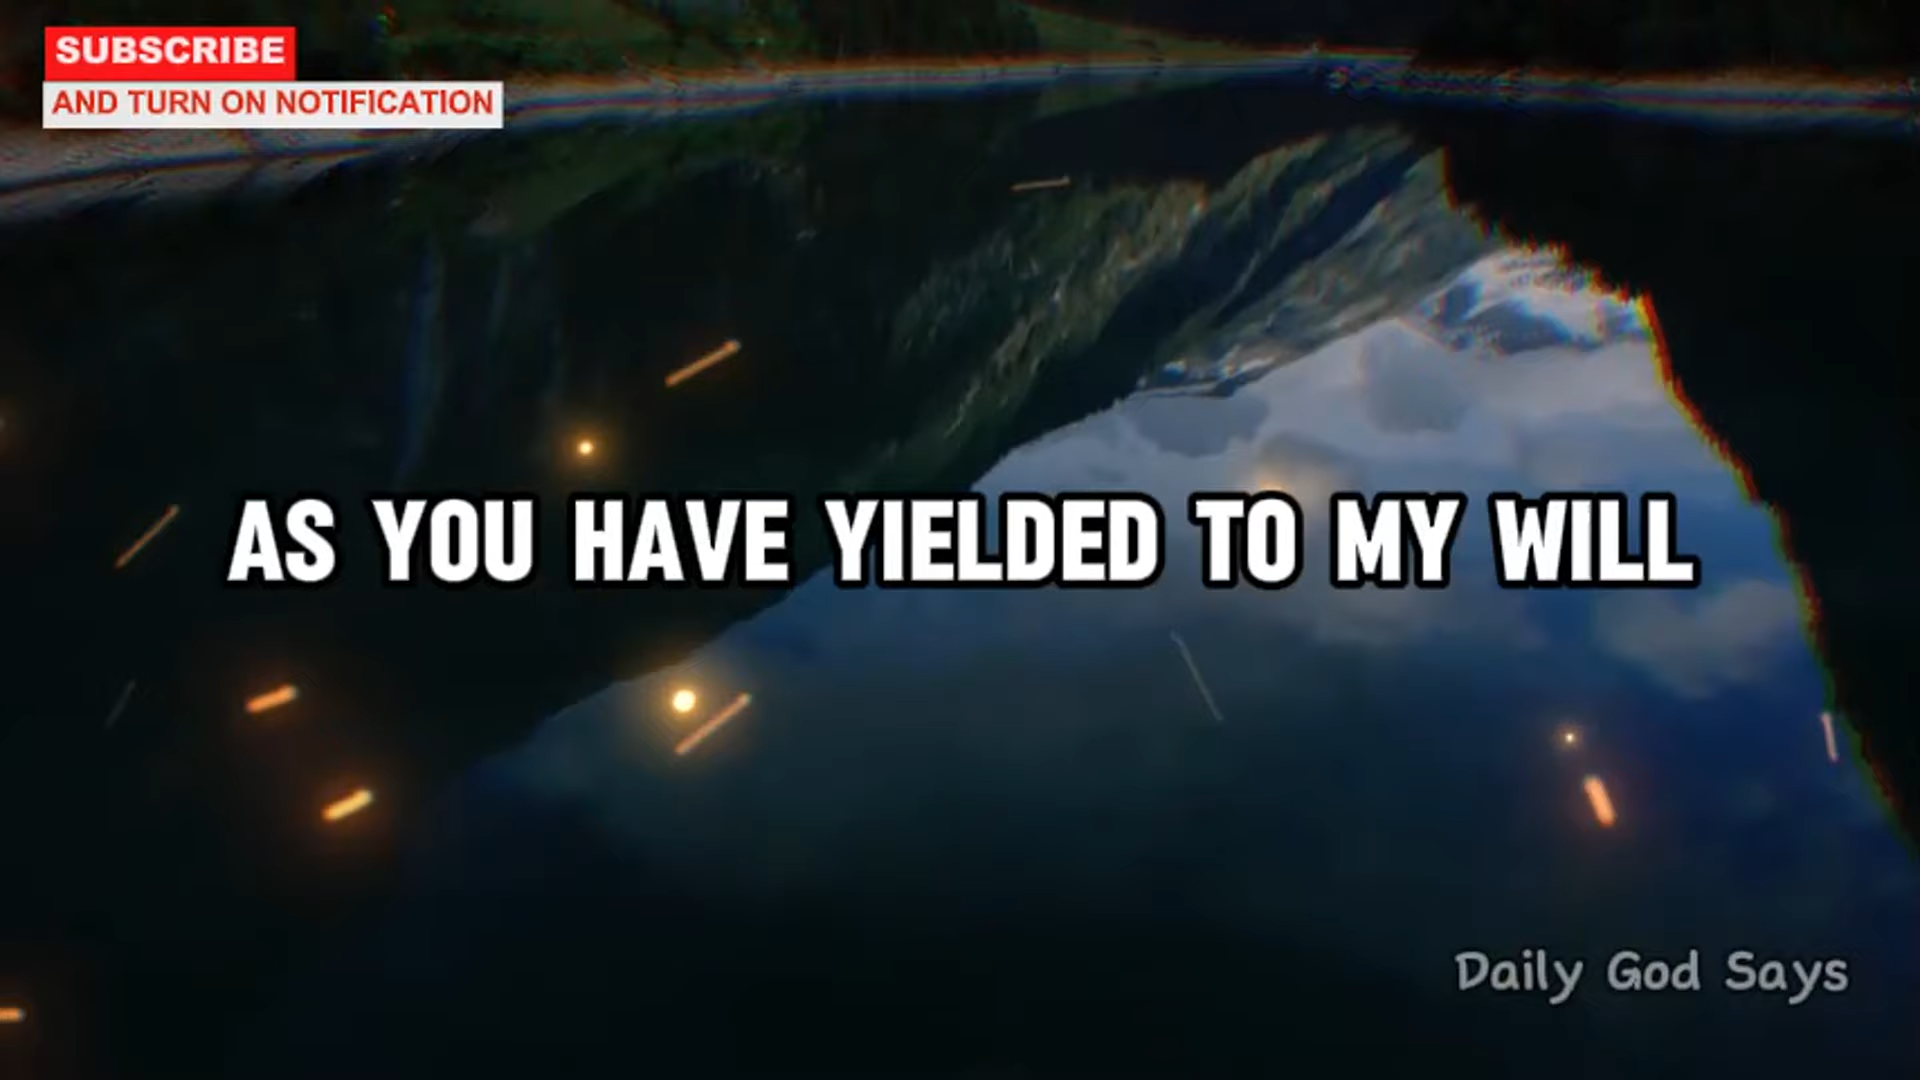 SUBSCRIBE
AND TURN ON NOTIFICATION
AS YOU HAVE YIELDED TO MY WILL
Daily God Says